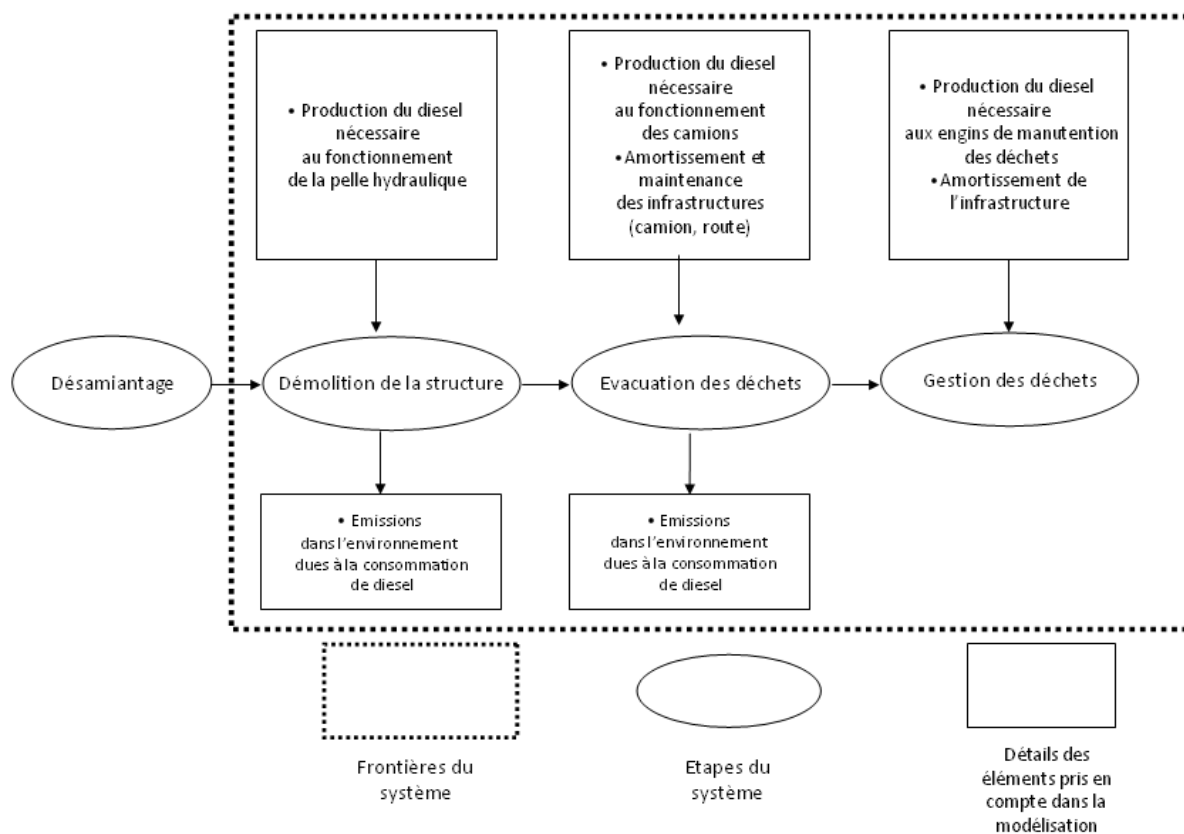 • Production du diesel
nécessaire
au fonctionnement
de la pelle hydraulique
• Production du diesel
nécessaire
au fonctionnement
des camions
• Amortissement et
maintenance
des infrastructures
(camion, route)
• Production du diesel
nécessaire
aux engins de manutention
des déchets
• Amortissement de
l'infrastructure
Désamiantage
Démolition de la structure
Evacuation des déchets
Gestion des déchets
• Emissions
dans l'environnement
dues à la consommation
de diesel
• Emissions
dans l'environnement
dues à la consommation
de diesel
Frontières du
système
Etapes du
système
Détails des
éléments pris en
compte dans la
modélisation